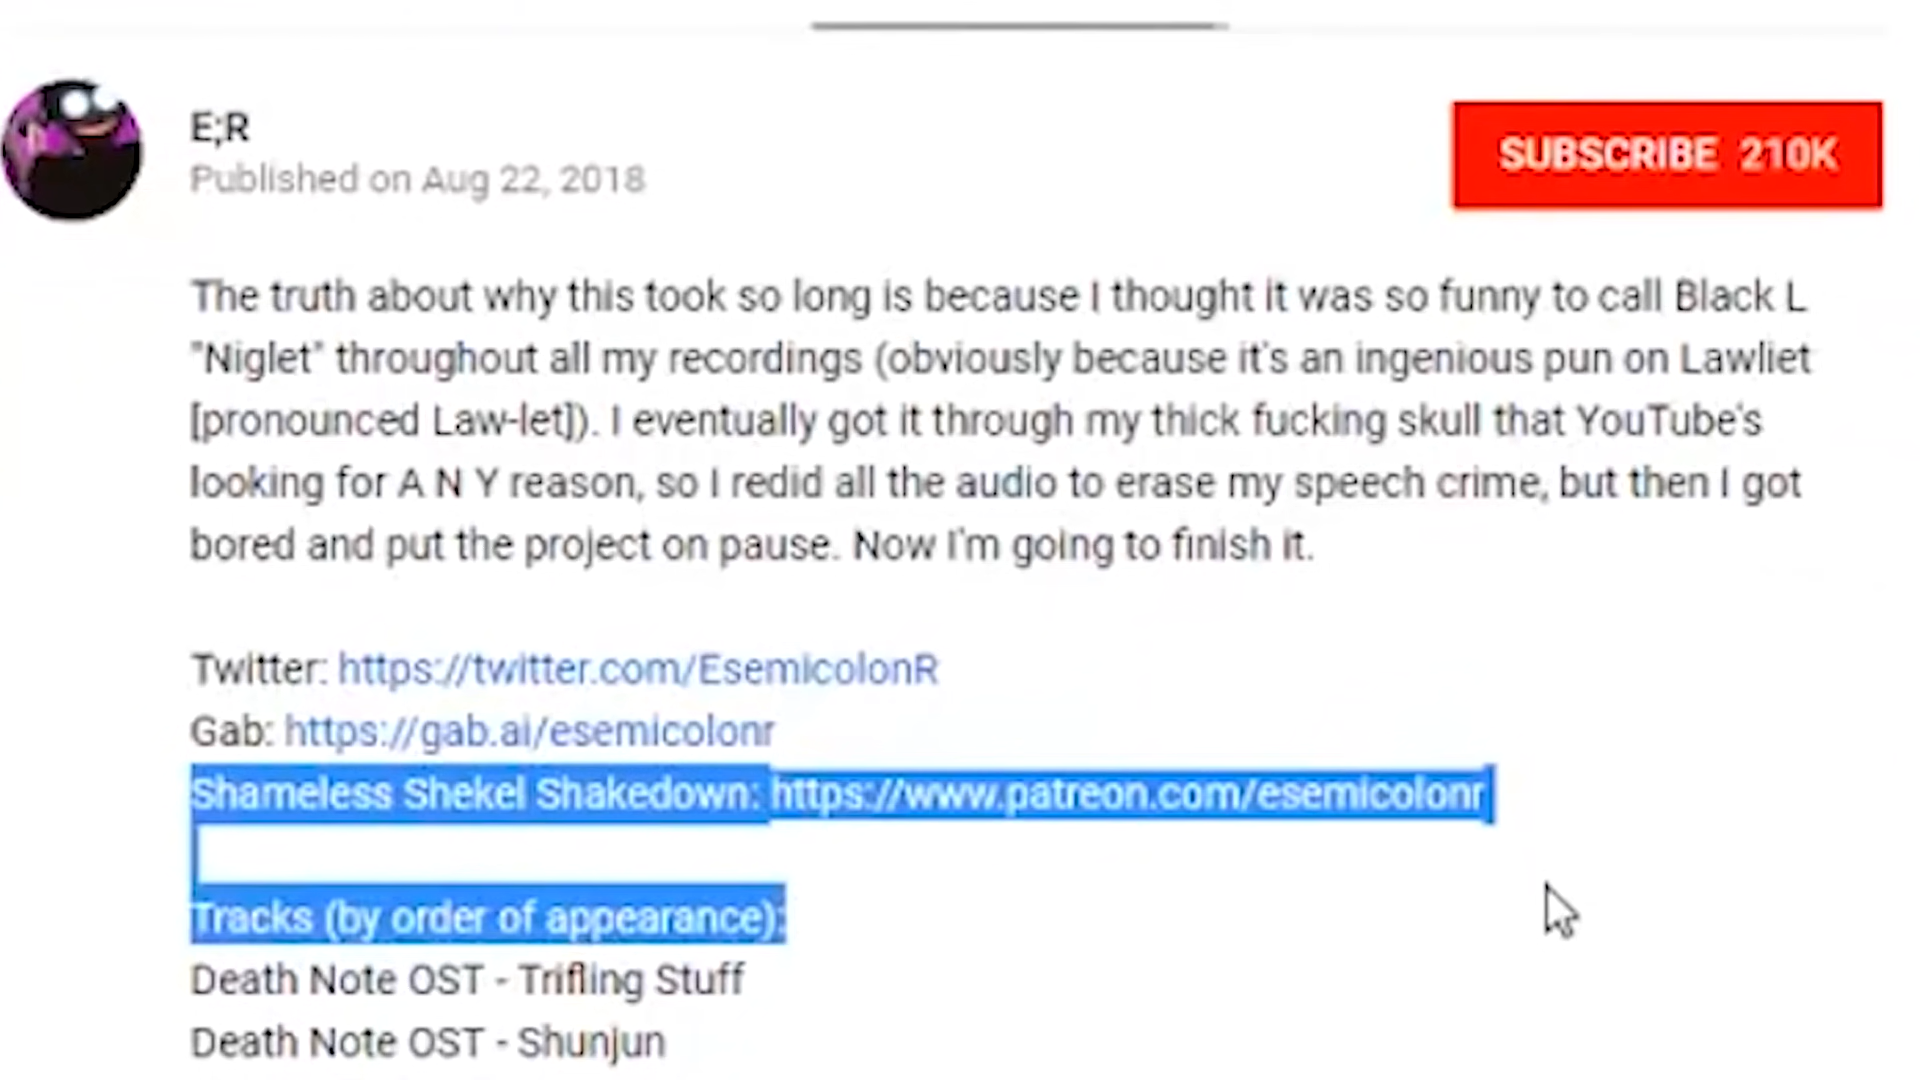 E;R
Published on Aug 22, 2018
SUBSCRIBE 210K
The truth about why this took so long is because I thought it was so funny to call Black L
"Niglet" throughout all my recordings (obviously because it's an ingenious pun on Lawliet
[pronounced Law-let]). I eventually got it through my thick fucking skull that YouTube's
looking for A N Y reason, so I redid all the audio to erase my speech crime, but then I got
bored and put the project on pause. Now I'm going to finish it.
Twitter: https://twitter.com/EsemicolonR
Gab: https://gab.ai/esemicolonr
Shameless Shekel Shakedown: https://www.patreon.com/esemicolonr
Tracks (by order of appearance):
Death Note OST - Trifling Stuff
Death Note OST - Shunjun